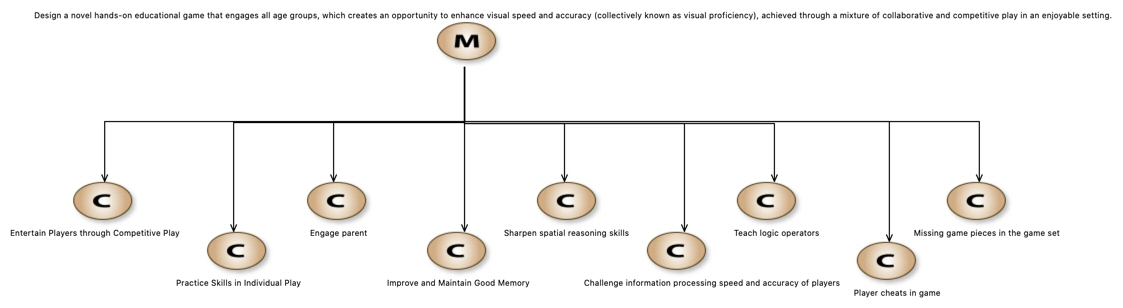 Design a novel hands-on educational game that engages all age groups, which creates an opportunity to enhance visual speed and accuracy (collectively known as visual proficiency), achieved through a mixture of collaborative and competitive play in an enjoyable setting.
M
C
C
C
C
C
Entertain Players through Competitive Play
Engage parent
Sharpen spatial reasoning skills
Teach logic operators
Missing game pieces in the game set
C
C
C
C
Practice Skills in Individual Play
Improve and Maintain Good Memory
Challenge information processing speed and accuracy of players
Player cheats in game